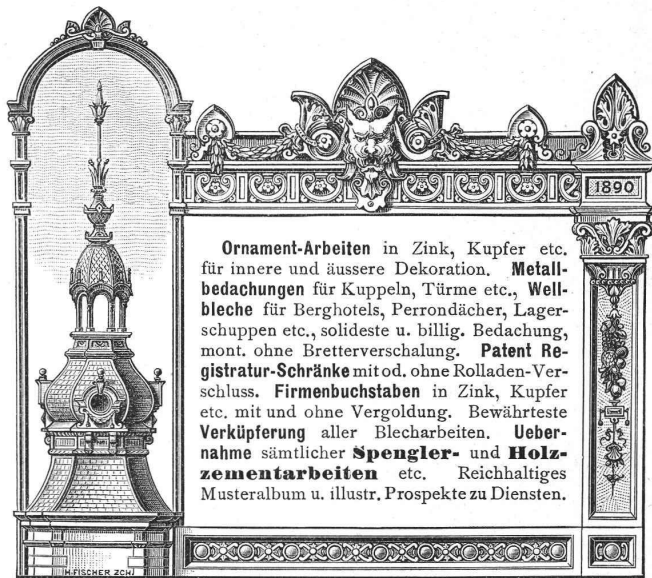 1890
Ornament-Arbeiten in Zink, Kupfer etc.
für innere und äussere Dekoration. Metall-
bedachungen für Kuppeln, Türme etc., Well-
bleche für Berghotels, Perrondächer, Lager-
schuppen etc., solideste u. billig. Bedachung,
mont. ohne Bretterverschalung. Patent Re-
gistratur-Schränke mit od. ohne Rolladen-Ver-
schluss. Firmenbuchstaben in Zink, Kupfer
etc. mit und ohne Vergoldung. Bewährteste
Verküpferung aller Blecharbeiten. Ueber-
nahme sämtlicher Spengler- und Holz-
zementarbeiten etc. Reichhaltiges
Musteralbum u. illustr. Prospekte zu Diensten.
H. FISCHER ZCH.